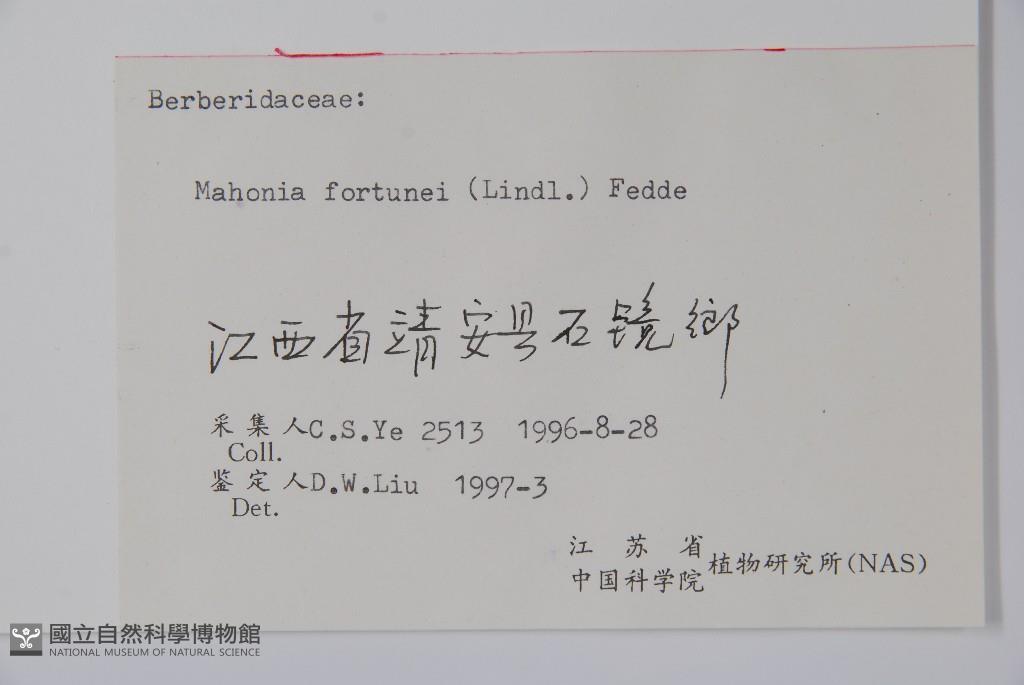 Berberidaceae:
Mahonia fortunei (Lindl.) Fedde
江西省靖安县石镜鄉
采集人C.S.Ye 2513 1996-8-28
Coll.
鉴定人D.W.Liu 1997-3
Det.
江苏省
中国科学院植物研究所(NAS)
國立自然科學博物館
NATIONAL MUSEUM OF NATURAL SCIENCE